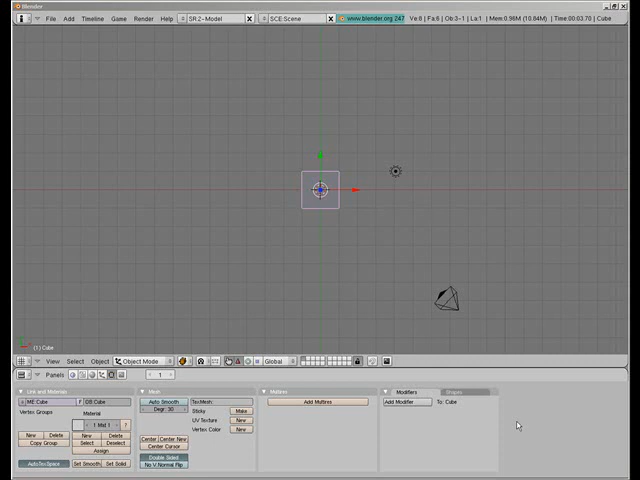 Blender
File Add Timeline Game Render Help SR:2-Model SCE:Scene www.blender.org 247 Ve:8 | Fa:6 | Ob:3-1 | La:1 | Mem:0.98M (10.84M) | Time:00:03.70 | Cube
(1) Cube
View Select Object Object Mode Global
Panels 1
Link and Materials Mesh Multires Modifiers Shapes
ME:Cube F OB:Cube Auto Smooth TexMesh: Add Multires Add Modifier To: Cube
Vertex Groups Material Degr: 30 Sticky Make
1 Mat 1 ? UV Texture New
New Delete New Delete Vertex Color New
Copy Group Select Deselect Center Center New
Assign Center Cursor
Double Sided
AutoTexSpace Set Smooth Set Solid No V.Normal Flip